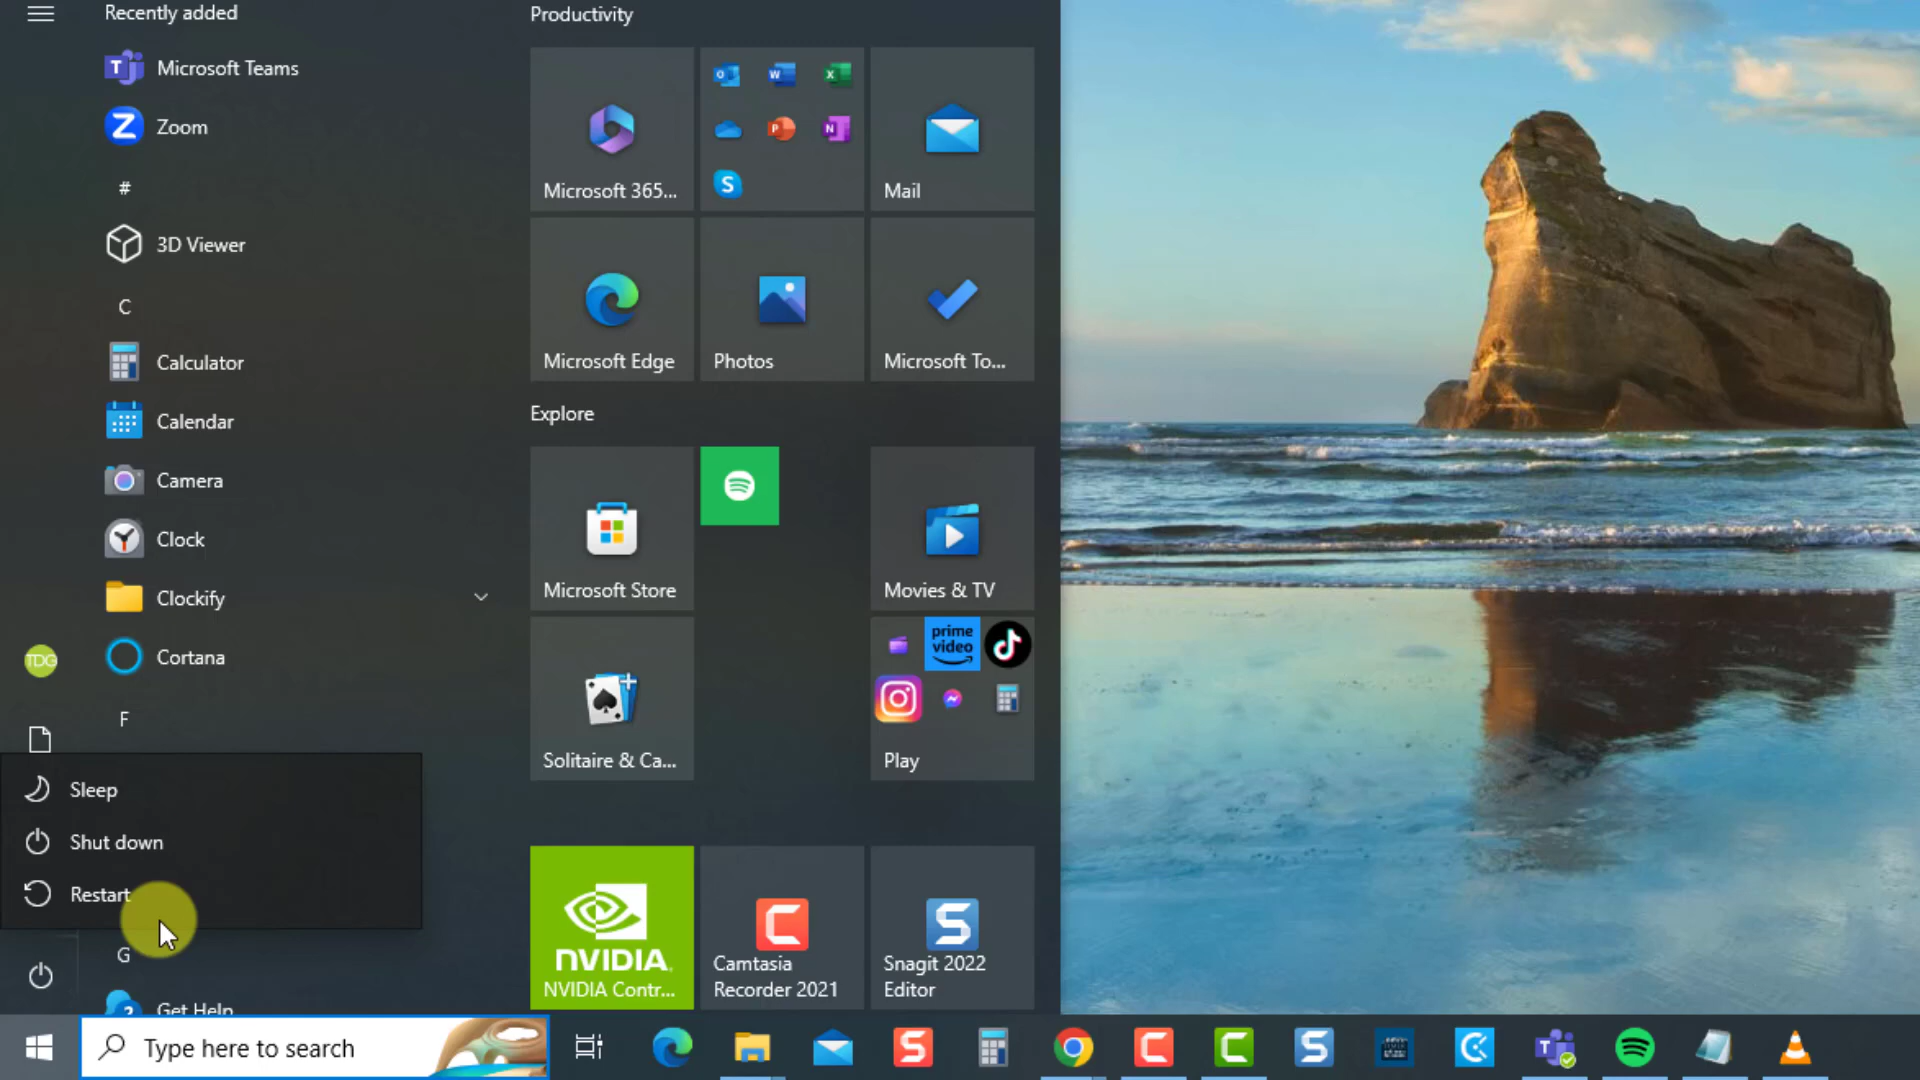 Recently added
Microsoft Teams
Zoom
#
3D Viewer
C
Calculator
Calendar
Camera
Clock
Clockify
Cortana
TDG
F
Sleep
Shut down
Restart
G
Get Help
Type here to search
Productivity
Microsoft 365...
Mail
Microsoft Edge
Photos
Microsoft To...
Explore
Microsoft Store
Movies & TV
Solitaire & Ca...
prime
video
Play
NVIDIA.
NVIDIA Contr...
Camtasia
Recorder 2021
Snagit 2022
Editor